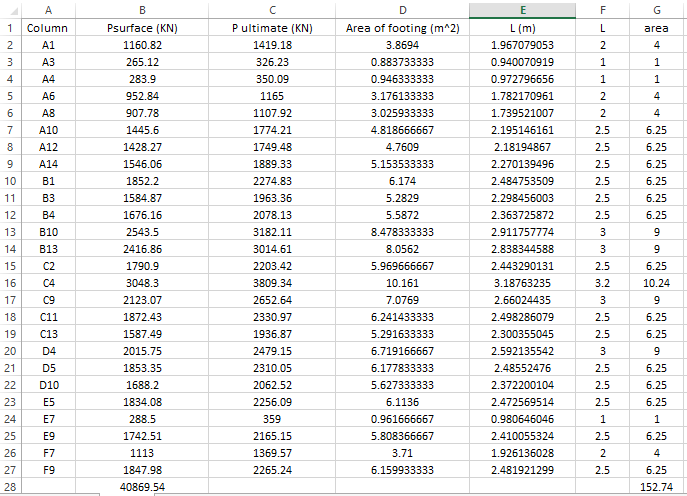 A B C D E F G
1 Column Psurface (KN) P ultimate (KN) Area of footing (m^2) L (m) L area
2 A1 1160.82 1419.18 3.8694 1.967079053 2 4
3 A3 265.12 326.23 0.883733333 0.940070919 1 1
4 A4 283.9 350.09 0.946333333 0.972796656 1 1
5 A6 952.84 1165 3.176133333 1.782170961 2 4
6 A8 907.78 1107.92 3.025933333 1.739521007 2 4
7 A10 1445.6 1774.21 4.818666667 2.195146161 2.5 6.25
8 A12 1428.27 1749.48 4.7609 2.18194867 2.5 6.25
9 A14 1546.06 1889.33 5.153533333 2.270139496 2.5 6.25
10 B1 1852.2 2274.83 6.174 2.484753509 2.5 6.25
11 B3 1584.87 1963.36 5.2829 2.298456003 2.5 6.25
12 B4 1676.16 2078.13 5.5872 2.363725872 2.5 6.25
13 B10 2543.5 3182.11 8.478333333 2.911757774 3 9
14 B13 2416.86 3014.61 8.0562 2.838344588 3 9
15 C2 1790.9 2203.42 5.969666667 2.443290131 2.5 6.25
16 C4 3048.3 3809.34 10.161 3.18763235 3.2 10.24
17 C9 2123.07 2652.64 7.0769 2.66024435 3 9
18 C11 1872.43 2330.97 6.241433333 2.498286079 2.5 6.25
19 C13 1587.49 1936.87 5.291633333 2.300355045 2.5 6.25
20 D4 2015.75 2479.15 6.719166667 2.592135542 3 9
21 D5 1853.35 2310.05 6.177833333 2.48552476 2.5 6.25
22 D10 1688.2 2062.52 5.627333333 2.372200104 2.5 6.25
23 E5 1834.08 2256.09 6.1136 2.472569514 2.5 6.25
24 E7 288.5 359 0.961666667 0.980646046 1 1
25 E9 1742.51 2165.15 5.808366667 2.410055324 2.5 6.25
26 F7 1113 1369.57 3.71 1.926136028 2 4
27 F9 1847.98 2265.24 6.159933333 2.481921299 2.5 6.25
28 40869.54 152.74